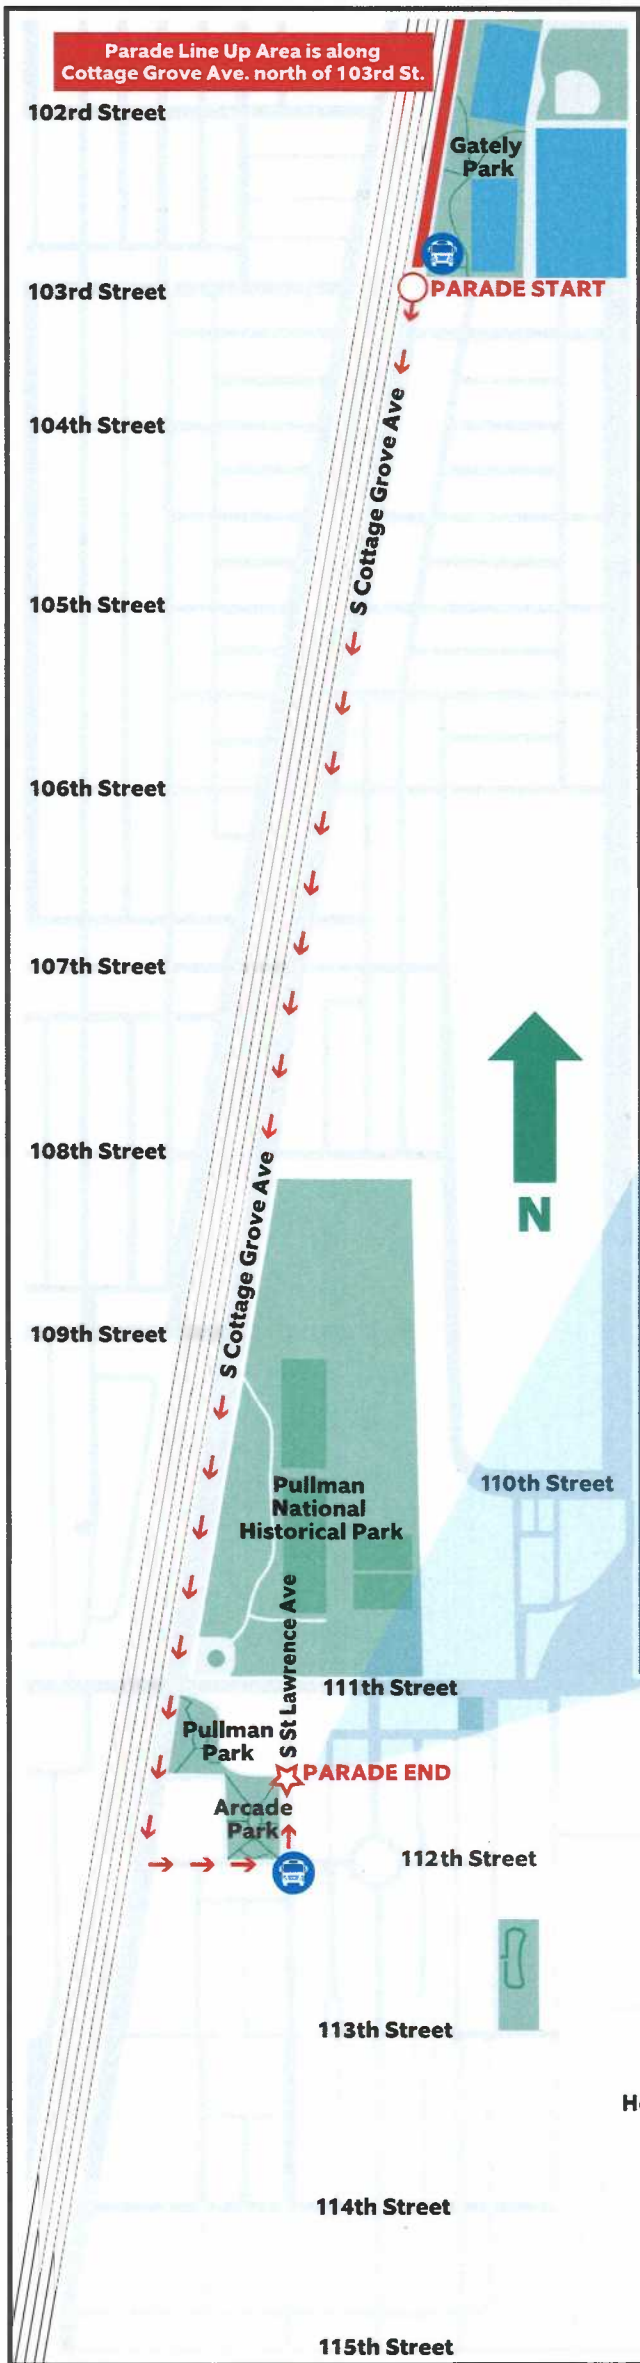 Parade Line Up Area is along
Cottage Grove Ave. north of 103rd St.
102rd Street
Gately
Park
103rd Street
PARADE START
104th Street
S Cottage Grove Ave
105th Street
106th Street
107th Street
N
108th Street
S Cottage Grove Ave
109th Street
Pullman
National
Historical Park
110th Street
S St Lawrence Ave
111th Street
Pullman
Park
PARADE END
Arcade
Park
112th Street
113th Street
114th Street
115th Street